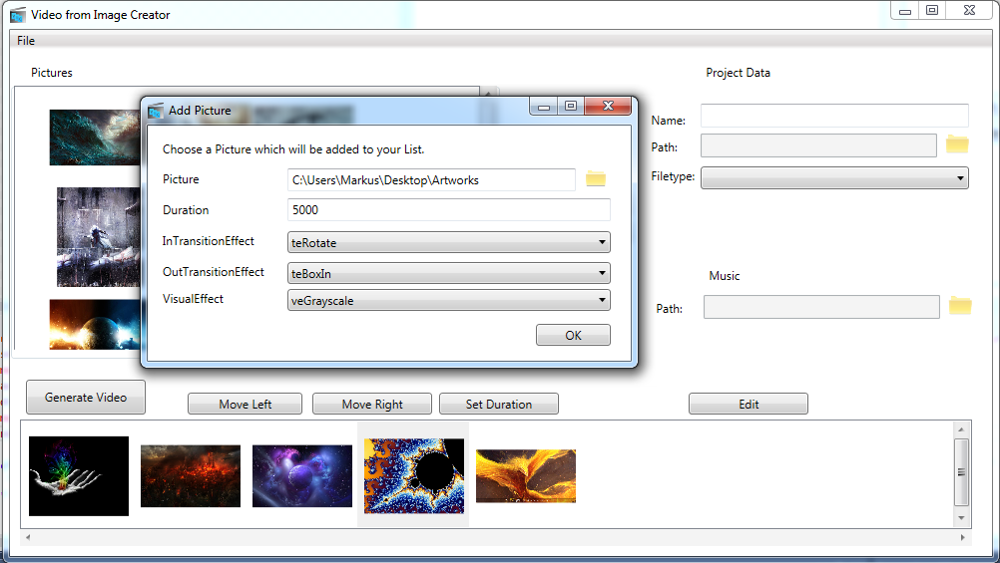 Video from Image Creator
File
Pictures
Project Data
Add Picture
Choose a Picture which will be added to your List.
Picture
C:\Users\Markus\Desktop\Artworks
Duration
5000
InTransitionEffect
teRotate
OutTransitionEffect
teBoxIn
VisualEffect
veGrayscale
OK
Name:
Path:
Filetype:
Music
Path:
Generate Video
Move Left
Move Right
Set Duration
Edit